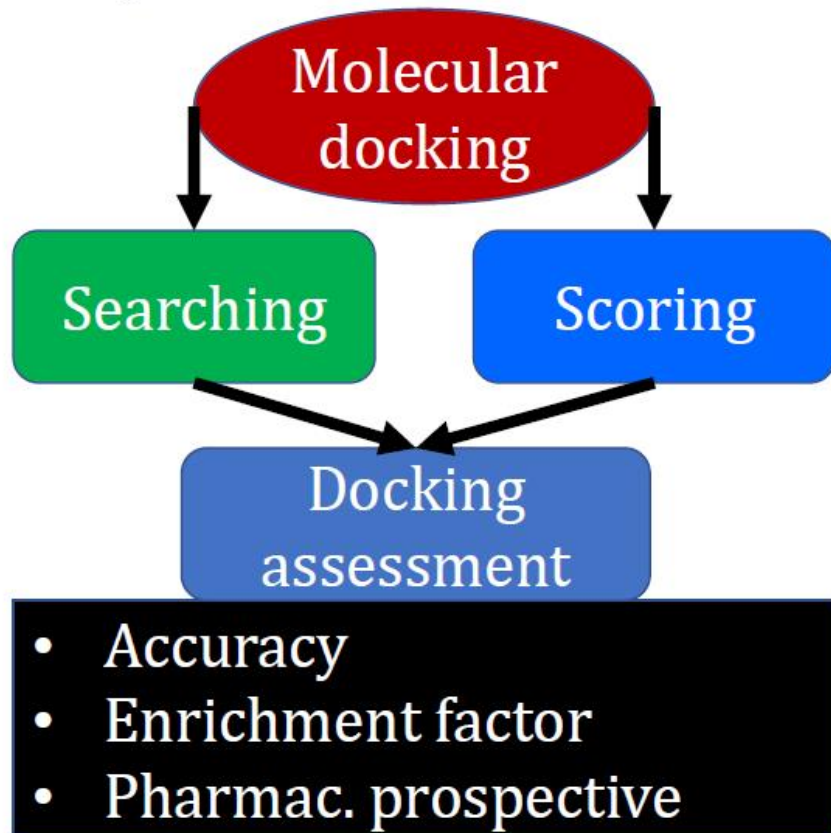 Molecular
docking
Searching
Scoring
Docking
assessment
• Accuracy
• Enrichment factor
• Pharmac. prospective